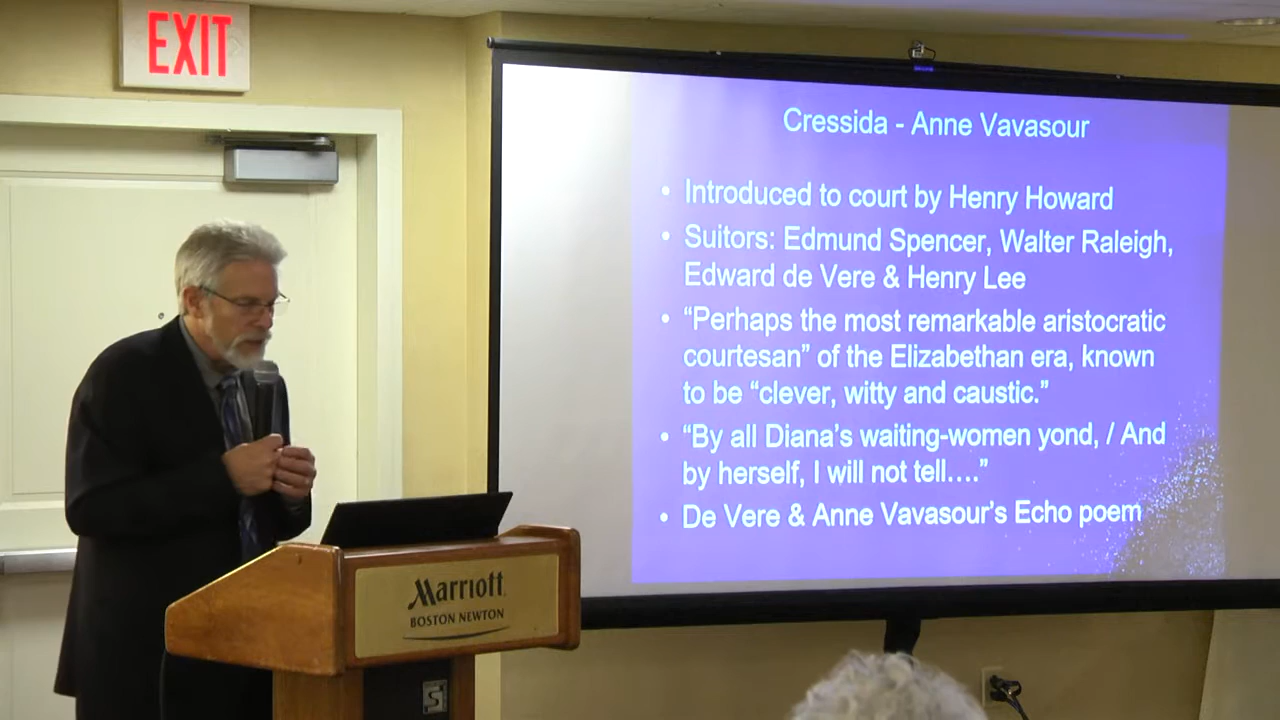 EXIT
Cressida - Anne Vavasour
• Introduced to court by Henry Howard
• Suitors: Edmund Spencer, Walter Raleigh,
Edward de Vere & Henry Lee
• “Perhaps the most remarkable aristocratic
courtesan” of the Elizabethan era, known
to be “clever, witty and caustic.”
• “By all Diana’s waiting-women yond, / And
by herself, I will not tell….”
• De Vere & Anne Vavasour’s Echo poem
Marriott
BOSTON NEWTON
S